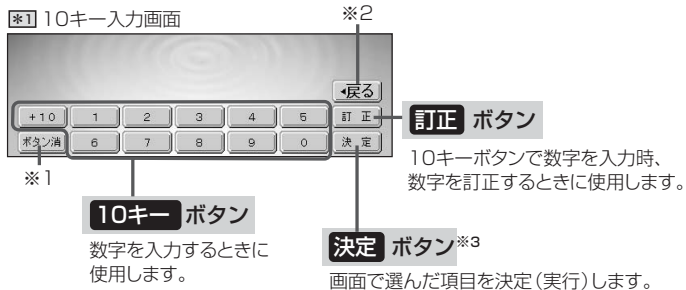 *1 10キー入力画面
※2
◂戻る
+10 1 2 3 4 5 訂 正
ボタン消 6 7 8 9 0 決 定
※1
訂正 ボタン
10キーボタンで数字を入力時、
数字を訂正するときに使用します。
10キー ボタン
数字を入力するときに
使用します。
決定 ボタン※3
画面で選んだ項目を決定(実行)します。